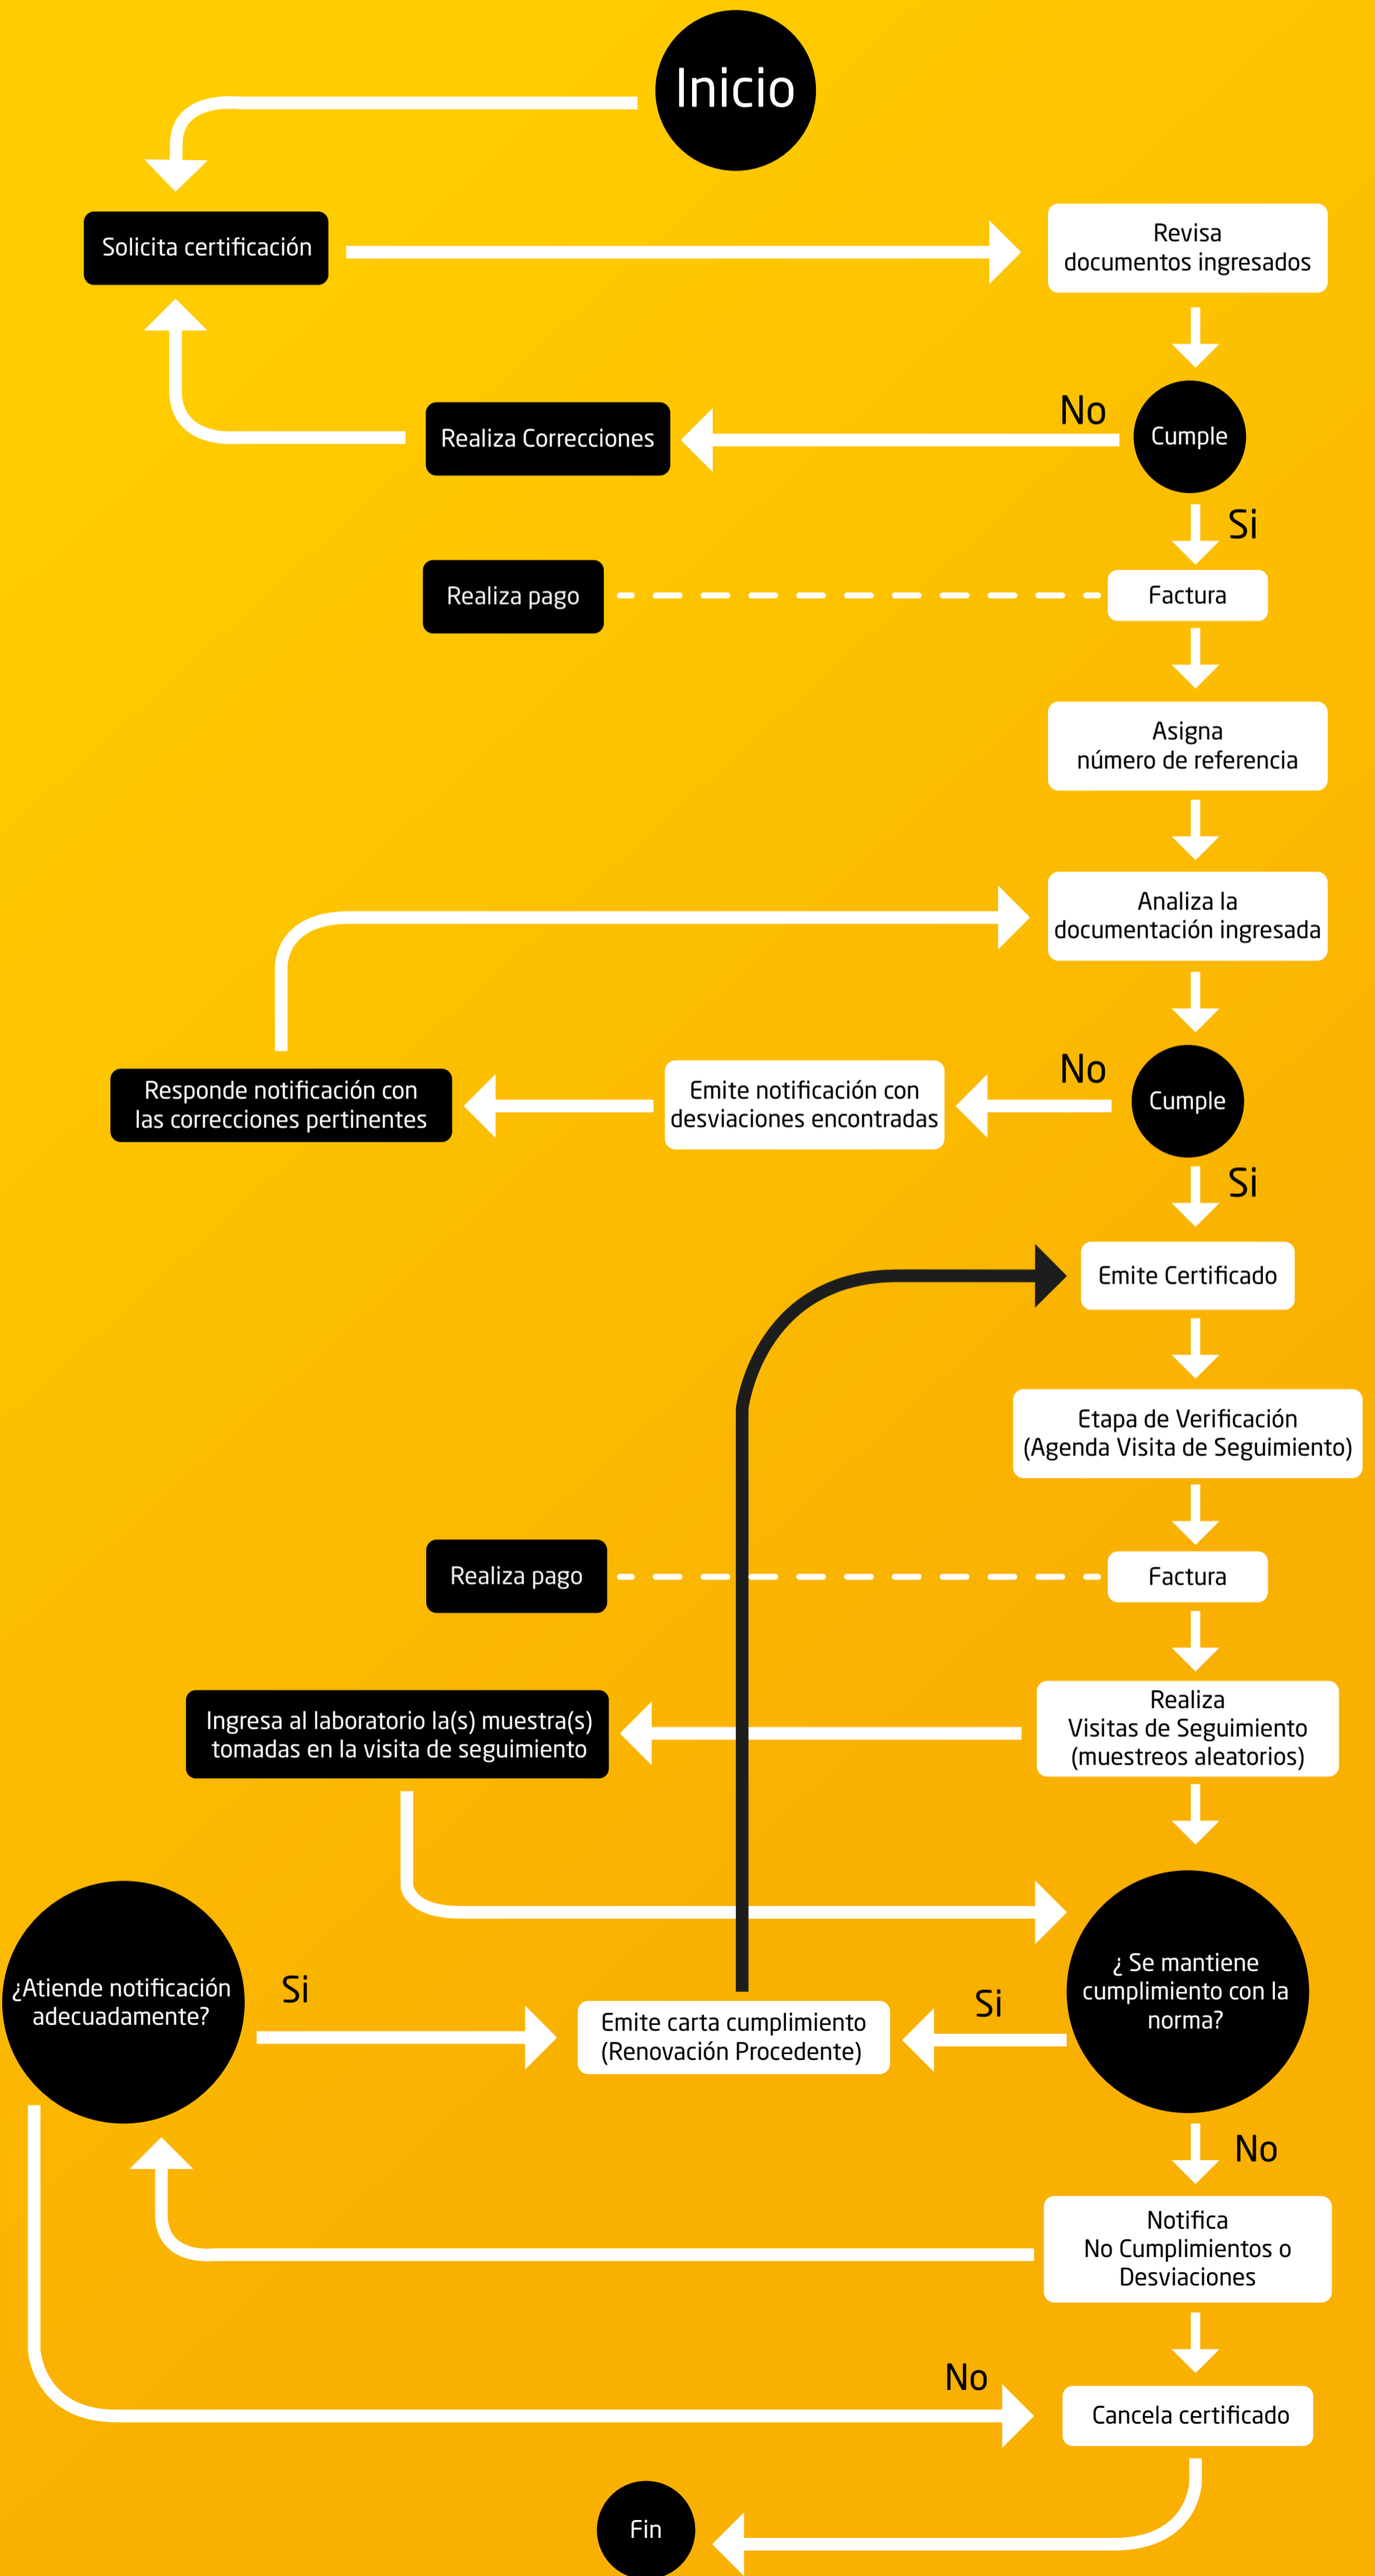 Inicio
Solicita certificación
Revisa
documentos ingresados
No
Cumple
Realiza Correcciones
Si
Realiza pago
Factura
Asigna
número de referencia
Analiza la
documentación ingresada
No
Cumple
Emite notificación con
desviaciones encontradas
Responde notificación con
las correcciones pertinentes
Si
Emite Certificado
Etapa de Verificación
(Agenda Visita de Seguimiento)
Realiza pago
Factura
Realiza
Visitas de Seguimiento
(muestreos aleatorios)
Ingresa al laboratorio la(s) muestra(s)
tomadas en la visita de seguimiento
¿Atiende notificación
adecuadamente?
Si
Emite carta cumplimiento
(Renovación Procedente)
Si
¿ Se mantiene
cumplimiento con la
norma?
No
Notifica
No Cumplimientos o
Desviaciones
No
Cancela certificado
Fin